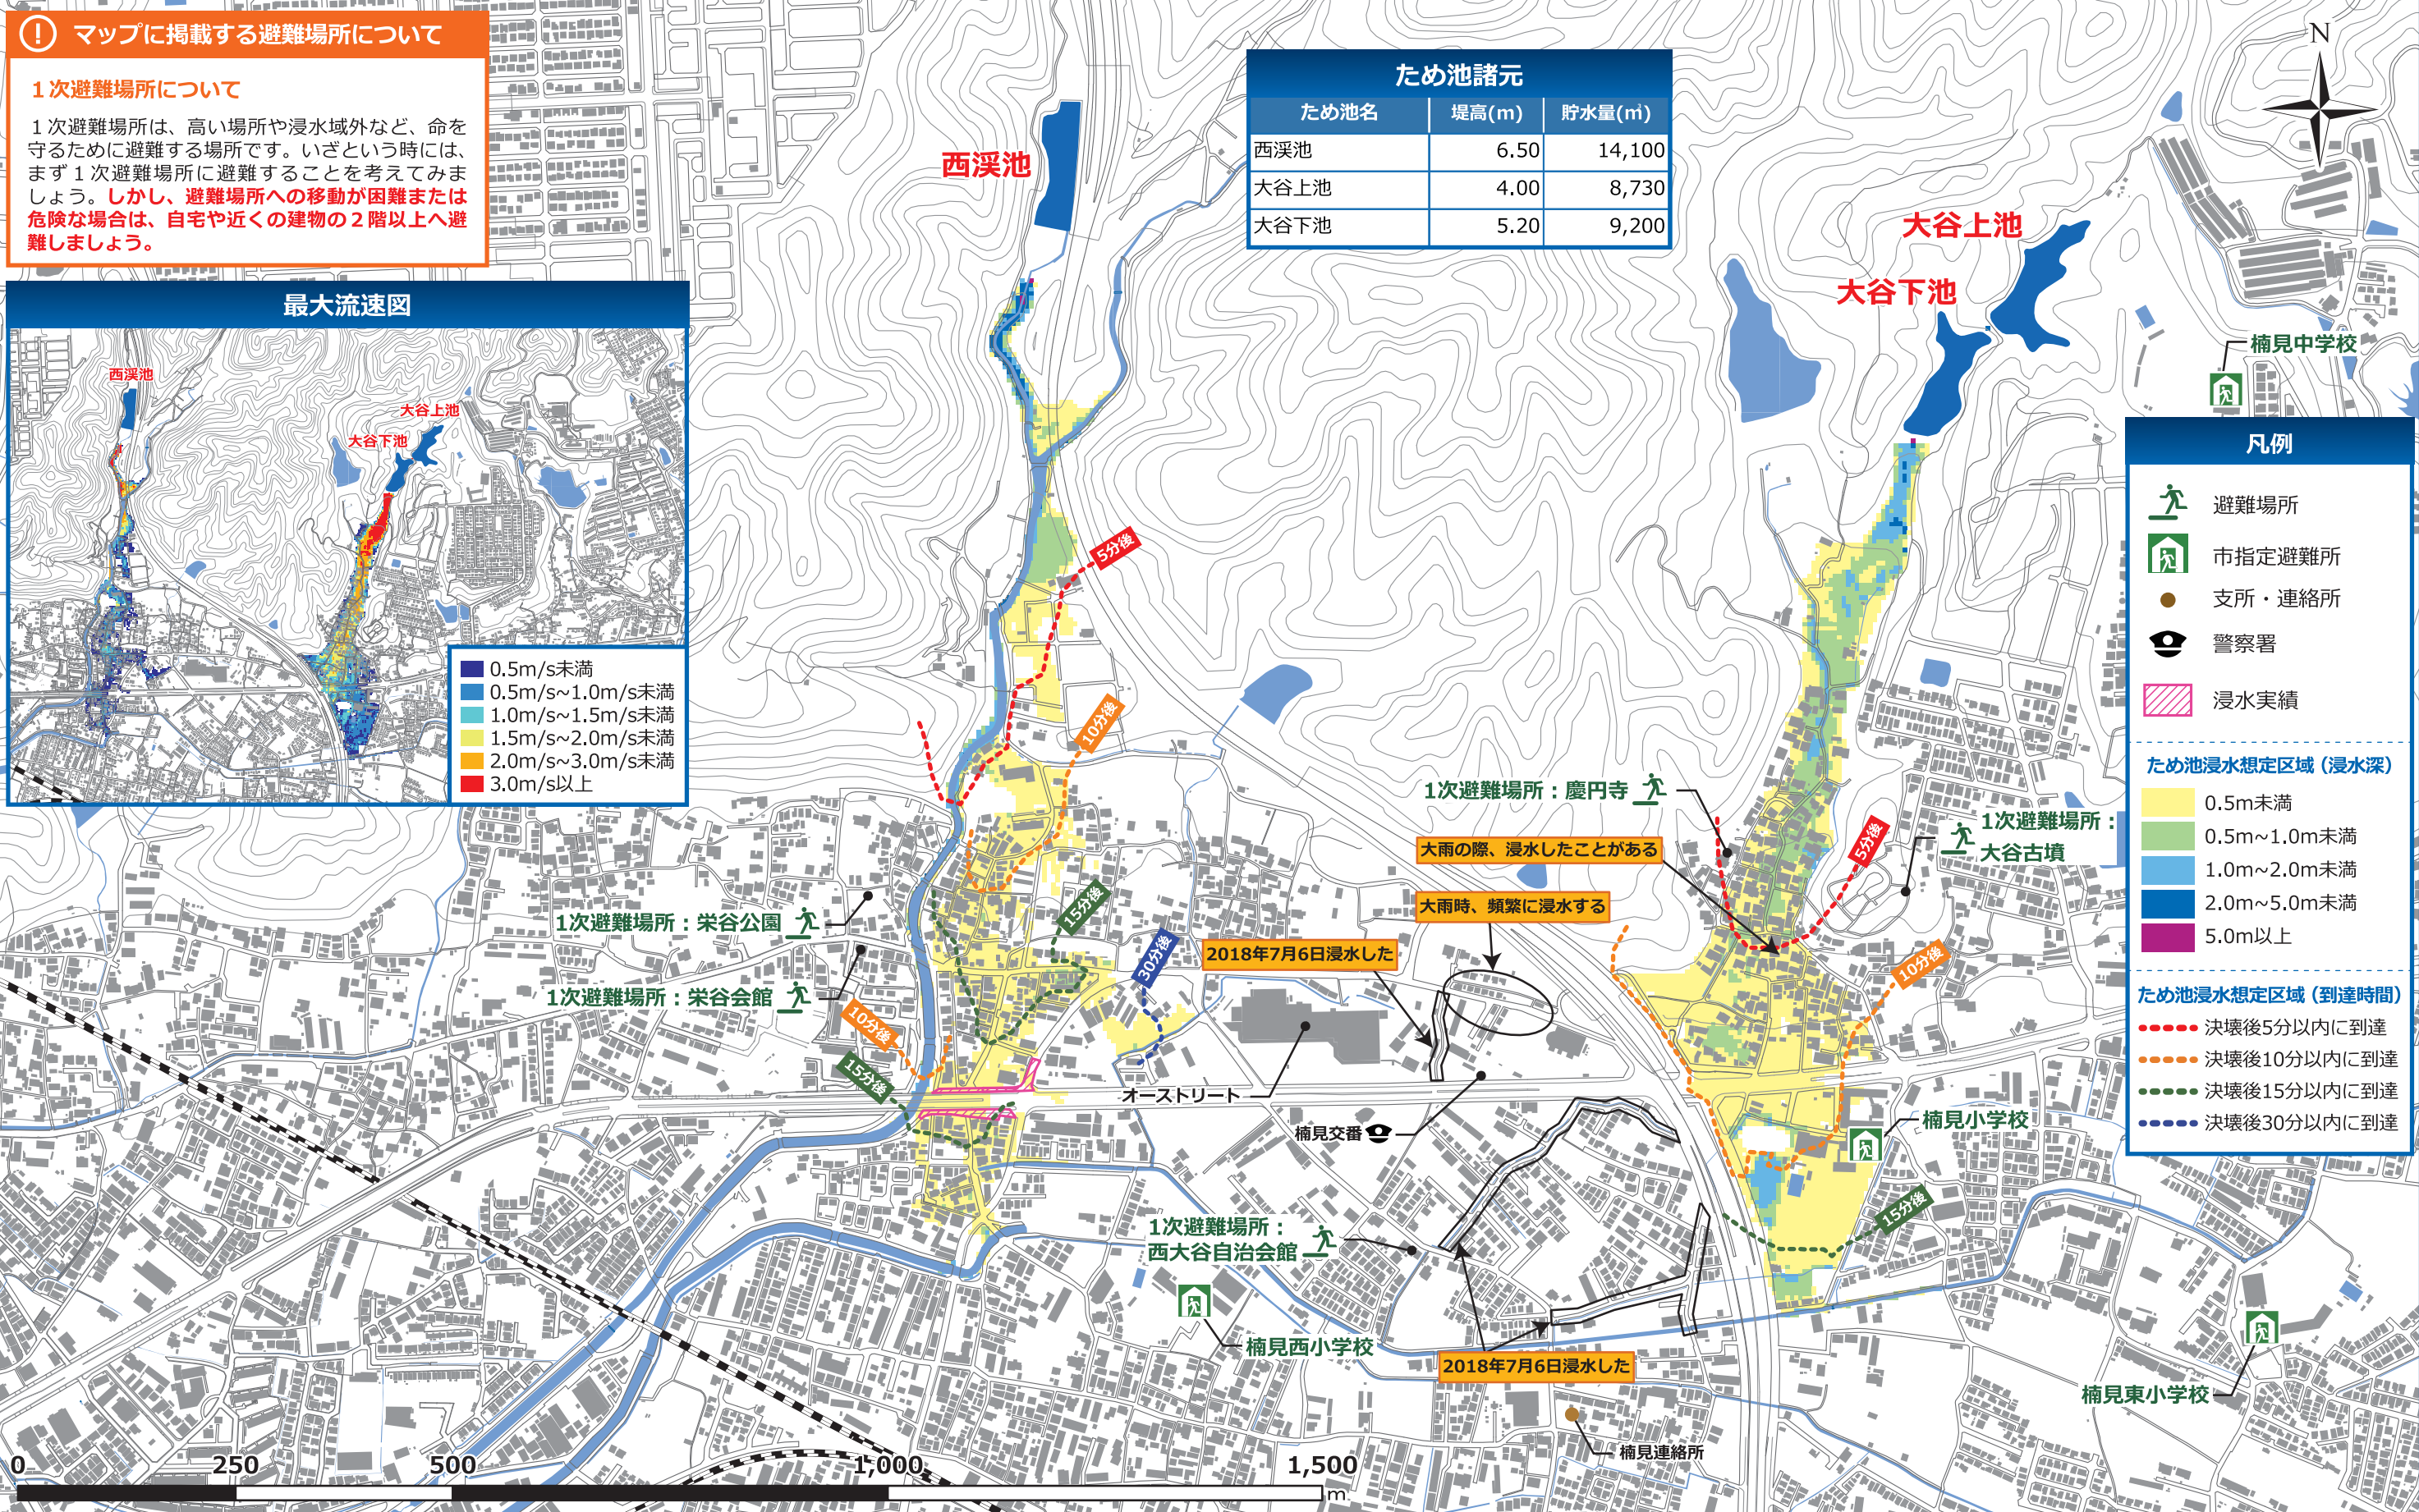 マップに掲載する避難場所について
1次避難場所について
1次避難場所は、高い場所や浸水域外など、命を
守るために避難する場所です。いざという時には、
まず1次避難場所に避難することを考えてみま
しょう。しかし、避難場所への移動が困難または
危険な場合は、自宅や近くの建物の2階以上へ避
難しましょう。
最大流速図
西渓池
大谷上池
大谷下池
0.5m/s未満
0.5m/s~1.0m/s未満
1.0m/s~1.5m/s未満
1.5m/s~2.0m/s未満
2.0m/s~3.0m/s未満
3.0m/s以上
ため池諸元
ため池名 堤高(m) 貯水量(㎥)
西渓池 6.50 14,100
大谷上池 4.00 8,730
大谷下池 5.20 9,200
N
西渓池
大谷上池
大谷下池
楠見中学校
凡例
避難場所
市指定避難所
支所・連絡所
警察署
浸水実績
ため池浸水想定区域(浸水深)
0.5m未満
0.5m~1.0m未満
1.0m~2.0m未満
2.0m~5.0m未満
5.0m以上
ため池浸水想定区域(到達時間)
決壊後5分以内に到達
決壊後10分以内に到達
決壊後15分以内に到達
決壊後30分以内に到達
5分後
10分後
1次避難場所:慶円寺
大雨の際、浸水したことがある
5分後
1次避難場所:
大谷古墳
大雨時、頻繁に浸水する
15分後
1次避難場所:栄谷公園
30分後
2018年7月6日浸水した
10分後
1次避難場所:栄谷会館
10分後
15分後
オーストリート
楠見交番
楠見小学校
15分後
1次避難場所:
西大谷自治会館
楠見西小学校
2018年7月6日浸水した
楠見東小学校
楠見連絡所
0 250 500 1,000 1,500
m